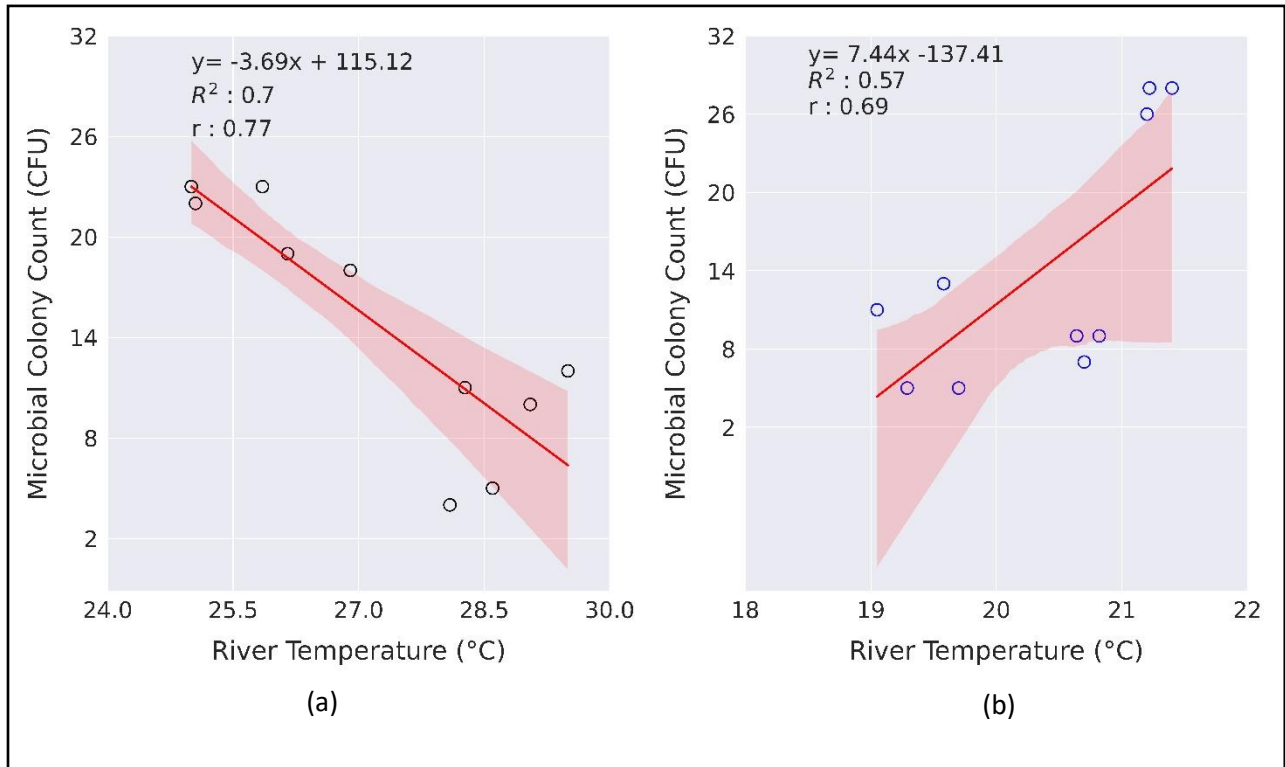 y= -3.69x + 115.12
R² : 0.7
r : 0.77
32
26
20
14
8
2
Microbial Colony Count (CFU)
24.0 25.5 27.0 28.5 30.0
River Temperature (°C)
(a)
y= 7.44x -137.41
R² : 0.57
r : 0.69
32
26
20
14
8
2
Microbial Colony Count (CFU)
18 19 20 21 22
River Temperature (°C)
(b)